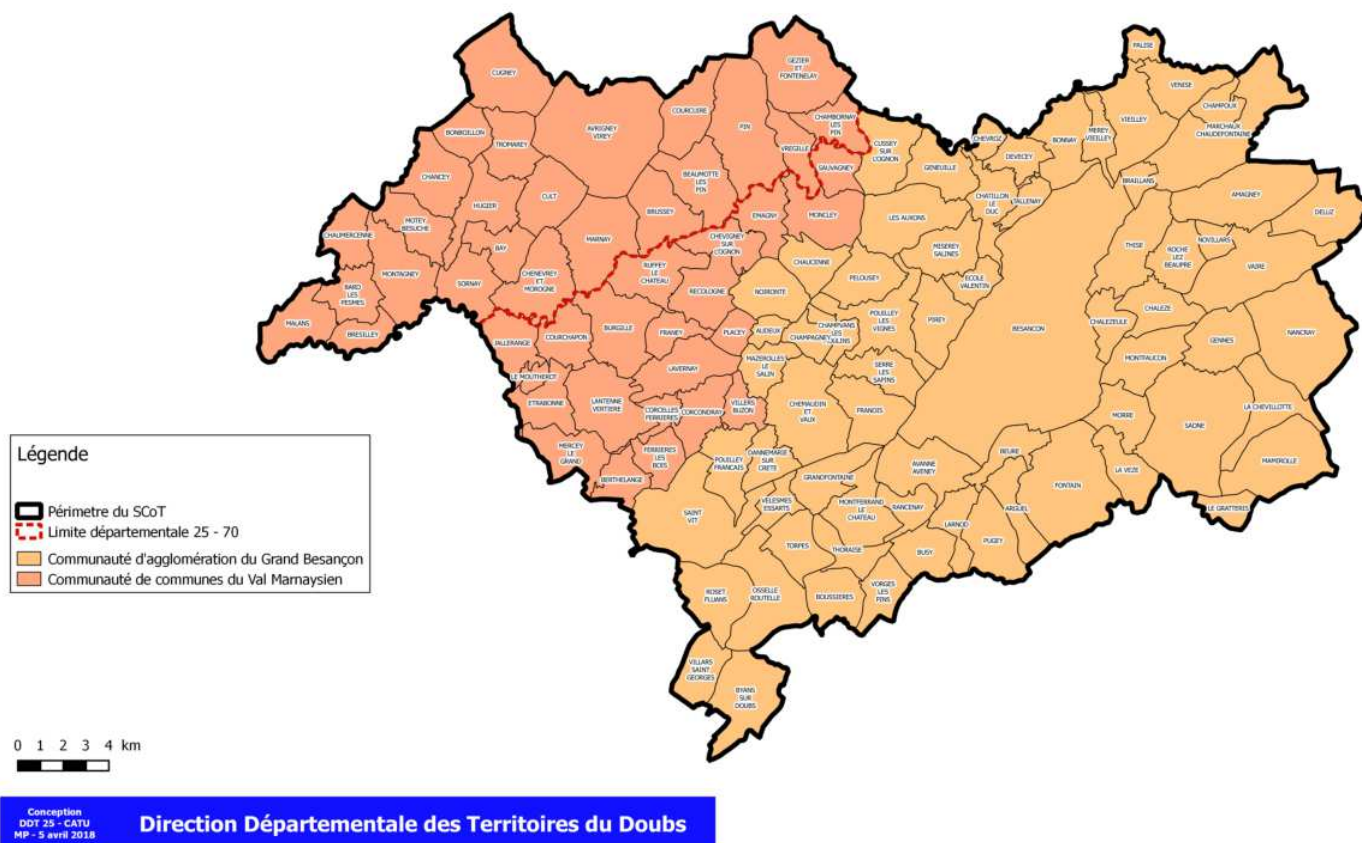 CUGNEY
GEZIER
ET
FONTENELAY
PALISE
VENISE
CHAMPOUX
VIEILLEY
MARCHAUX
CHAUDEFONTAINE
COURCUIRE
PIN
CHAMBORNAY
LES
PIN
AVRIGNEY
VIREY
BONBOILLON
TROMAREY
VREGILLE
CUSSEY
SUR
L'OGNON
CHEVROZ
DEVECEY
BONNAY
MEREY
VIEILLEY
GENEUILLE
SAUVAGNEY
BEAUMOTTE
LES
PIN
CHANCEY
BRAILLANS
AMAGNEY
HUGIER
CULT
CHATILLON
LE
DUC
TALLENAY
BRUSSEY
EMAGNY
MONCLEY
LES AUXONS
DELUZ
MOTEY
BESUCHE
CHAUMERCENNE
MARNAY
BAY
CHEVIGNEY
SUR
L'OGNON
MISEREY
SALINES
THISE
ROCHE
LEZ
BEAUPRE
NOVILLARS
VAIRE
CHAUCENNE
MONTAGNEY
RUFFEY
LE
CHATEAU
CHENEVREY
ET
MOROGNE
SORNAY
PELOUSEY
ECOLE
VALENTIN
BARD
LES
PESMES
RECOLOGNE
NOIRONTE
MALANS
BRESILLEY
BURGILLE
FRANEY
PLACEY
AUDEUX
CHAMPAGNEY
CHAMPVANS
LES
MOULINS
POUILLEY
LES
VIGNES
PIREY
BESANCON
CHALEZEULE
CHALEZE
GENNES
NANCRAY
JALLERANGE
COURCHAPON
MAZEROLLES
LE
SALIN
SERRE
LES
SAPINS
MONTFAUCON
LE MOUTHEROT
LAVERNAY
ETRABONNE
LANTENNE
VERTIERE
CORCELLES
FERRIERES
CORCONDRAY
VILLERS
BUZON
CHEMAUDIN
ET
VAUX
FRANOIS
MORRE
SAONE
LA CHEVILLOTTE
MERCEY
LE
GRAND
FERRIERES
LES
BOIS
BERTHELANGE
POUILLEY
FRANCAIS
DANNEMARIE
SUR
CRETE
GRANDFONTAINE
AVANNE
AVENEY
BEURE
FONTAIN
LA VEZE
MAMIROLLE
SAINT
VIT
VELESMES
ESSARTS
MONTFERRAND
LE
CHATEAU
RANCENAY
LARNOD
ARGUEL
PUGEY
LE GRATTERIS
TORPES
THORAISE
BUSY
ROSET
FLUANS
OSSELLE
ROUTELLE
BOUSSIERES
VORGES
LES
PINS
VILLARS
SAINT
GEORGES
BYANS
SUR
DOUBS
Légende
Périmetre du SCoT
Limite départementale 25 - 70
Communauté d'agglomération du Grand Besançon
Communauté de communes du Val Marnaysien
0 1 2 3 4 km
Conception
DDT 25 - CATU
MP - 5 avril 2018
Direction Départementale des Territoires du Doubs